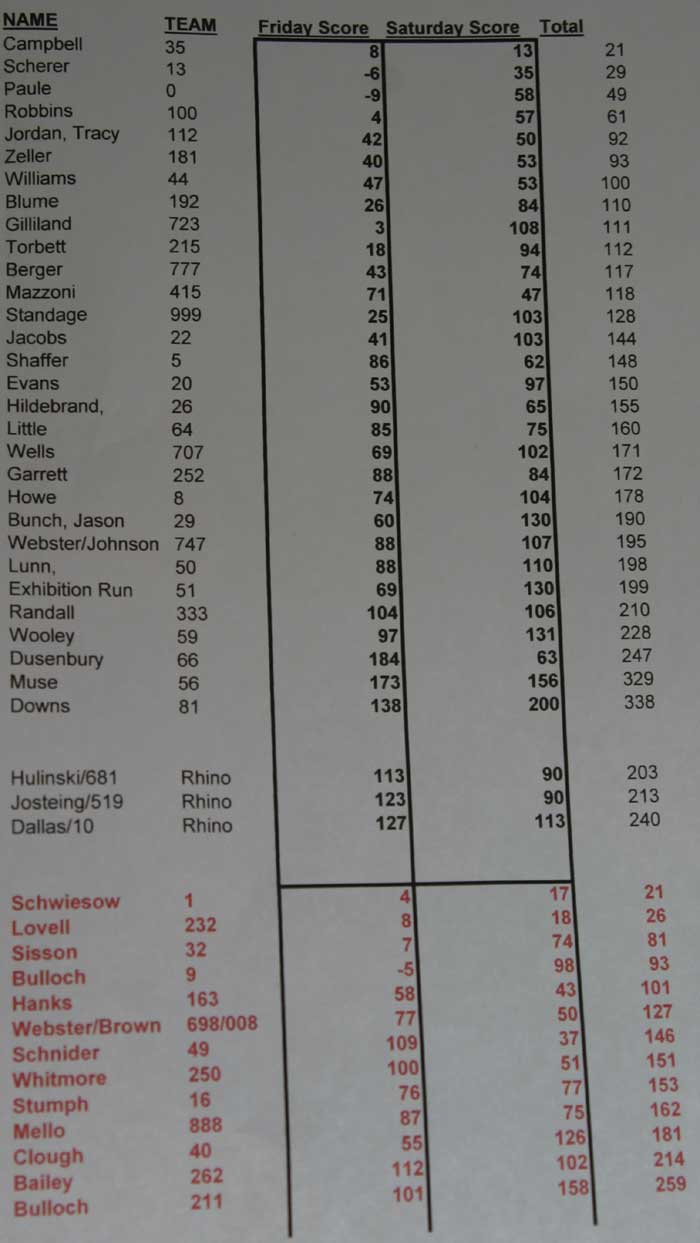 NAME TEAM Friday Score Saturday Score Total
Campbell 35 8 13 21
Scherer 13 -6 35 29
Paule 0 -9 58 49
Robbins 100 4 57 61
Jordan, Tracy 112 42 50 92
Zeller 181 40 53 93
Williams 44 47 53 100
Blume 192 26 84 110
Gilliland 723 3 108 111
Torbett 215 18 94 112
Berger 777 43 74 117
Mazzoni 415 71 47 118
Standage 999 25 103 128
Jacobs 22 41 103 144
Shaffer 5 86 62 148
Evans 20 53 97 150
Hildebrand, 26 90 65 155
Little 64 85 75 160
Wells 707 69 102 171
Garrett 252 88 84 172
Howe 8 74 104 178
Bunch, Jason 29 60 130 190
Webster/Johnson 747 88 107 195
Lunn, 50 88 110 198
Exhibition Run 51 69 130 199
Randall 333 104 106 210
Wooley 59 97 131 228
Dusenbury 66 184 63 247
Muse 56 173 156 329
Downs 81 138 200 338
Hulinski/681 Rhino 113 90 203
Josteing/519 Rhino 123 90 213
Dallas/10 Rhino 127 113 240
Schwiesow 1 4 17 21
Lovell 232 8 18 26
Sisson 32 7 74 81
Bulloch 9 -5 98 93
Hanks 163 58 43 101
Webster/Brown 698/008 77 50 127
Schnider 49 109 37 146
Whitmore 250 100 51 151
Stumph 16 76 77 153
Mello 888 87 75 162
Clough 40 55 126 181
Bailey 262 112 102 214
Bulloch 211 101 158 259